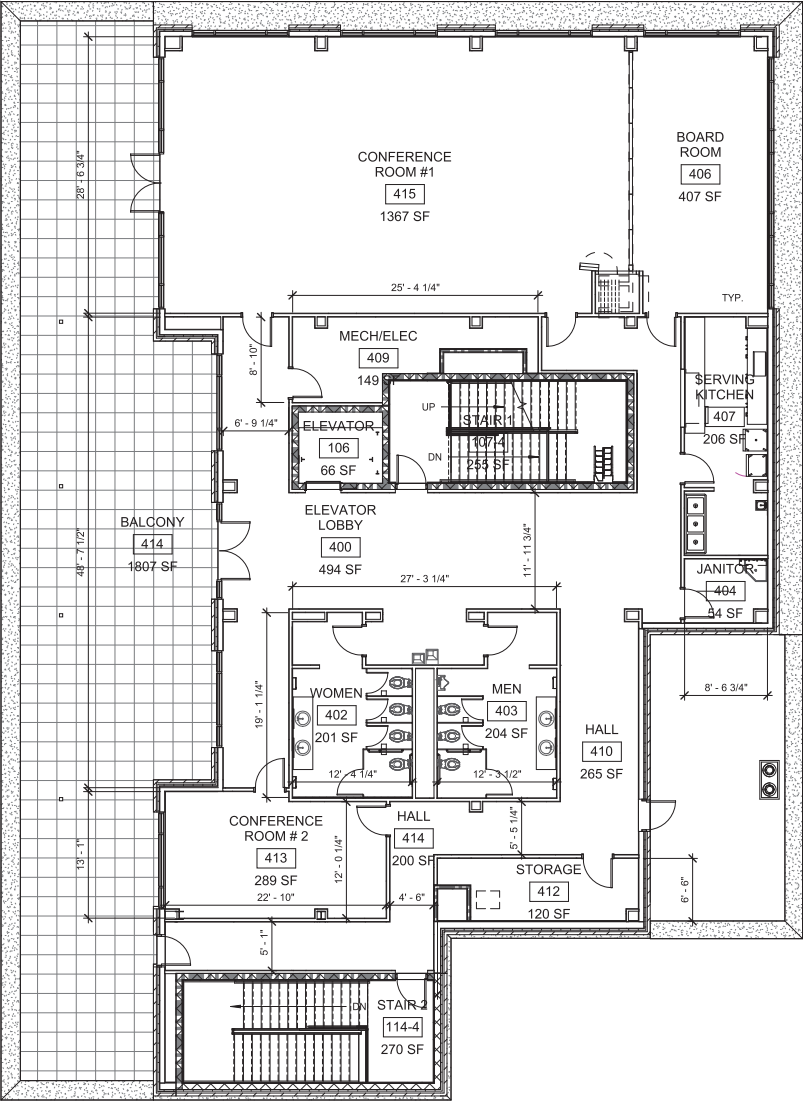 CONFERENCE
ROOM #1
415
1367 SF
BOARD
ROOM
406
407 SF
28' - 6 3/4"
25' - 4 1/4"
TYP.
MECH/ELEC
409
149
8' - 10"
SERVING
KITCHEN
407
206 SF
UP
STAIR 1
107-4
255 SF
DN
6' - 9 1/4"
ELEVATOR
106
66 SF
ELEVATOR
LOBBY
400
494 SF
BALCONY
414
1807 SF
48' - 7 1/2"
11' - 11 3/4"
27' - 3 1/4"
JANITOR
404
54 SF
8' - 6 3/4"
19' - 1 1/4"
WOMEN
402
201 SF
MEN
403
204 SF
HALL
410
265 SF
12' - 4 1/4"
12' - 3 1/2"
CONFERENCE
ROOM # 2
413
289 SF
22' - 10"
13' - 1"
12' - 0 1/4"
HALL
414
200 SF
5' - 5 1/4"
4' - 6"
STORAGE
412
120 SF
6' - 6"
5' - 1"
DN
STAIR 2
114-4
270 SF